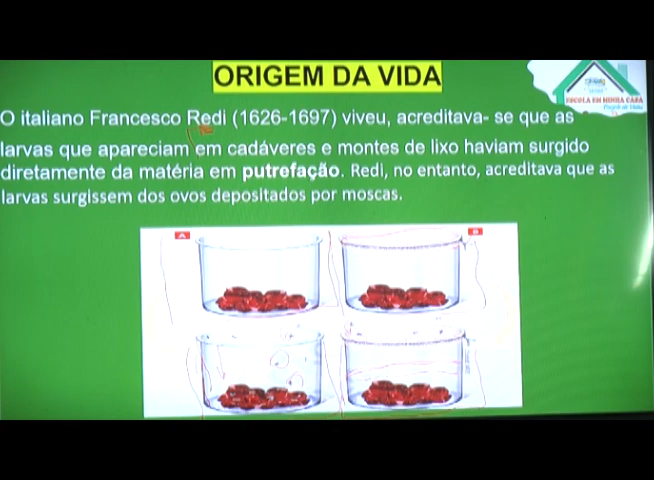 ORIGEM DA VIDA
O italiano Francesco Redi (1626-1697) viveu, acreditava- se que as
larvas que apareciam em cadáveres e montes de lixo haviam surgido
diretamente da matéria em putrefação. Redi, no entanto, acreditava que as
larvas surgissem dos ovos depositados por moscas.
ESCOLA EM MINHA CASA
A
B